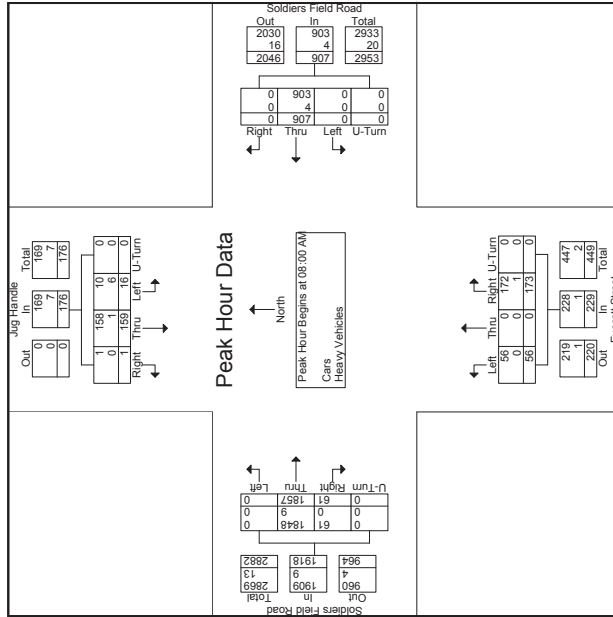 Soldiers Field Road
Out In Total
2030 903 2933
16 4 20
2046 907 2953
0 903 0 0
0 4 0 0
0 907 0 0
Right Thru Left U-Turn
Jug Handle
Out In Total
0 169 169
0 7 7
0 176 176
1 158 10 0
0 1 6 0
1 159 16 0
Right Thru Left U-Turn
Peak Hour Data
North
Peak Hour Begins at 08:00 AM
Cars
Heavy Vehicles
Left Thru Right U-Turn
56 0 172 0
0 0 1 0
56 0 173 0
219 228 447
1 1 2
220 229 449
Out In Total
Street
Soldiers Field Road
Out In Total
960 1909 2869
4 9 13
964 1918 2882
0 61 1848 0
0 0 9 0
0 61 1857 0
U-Turn Right Thru Left